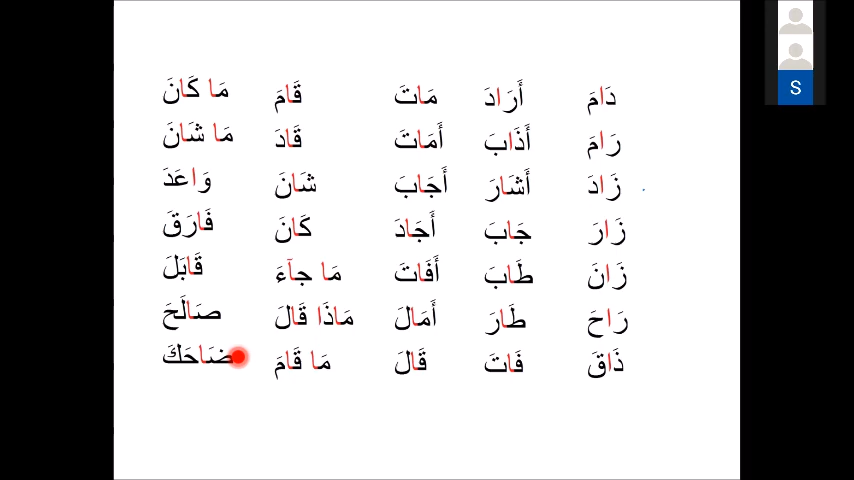 دَامَ أَرَادَ مَاتَ قَامَ مَا كَانَ
رَامَ أَذَابَ أَمَاتَ قَادَ مَا شَانَ
زَادَ أَشَارَ أَجَابَ شَانَ وَاعَدَ
زَارَ جَابَ أَجَادَ كَانَ فَارَقَ
زَانَ طَابَ أَفَاتَ مَا جآءَ قَابَلَ
رَاحَ طَارَ أَمَالَ مَاذَا قَالَ صَالَحَ
ذَاقَ فَاتَ قَالَ مَا قَامَ ضَاحَكَ
S